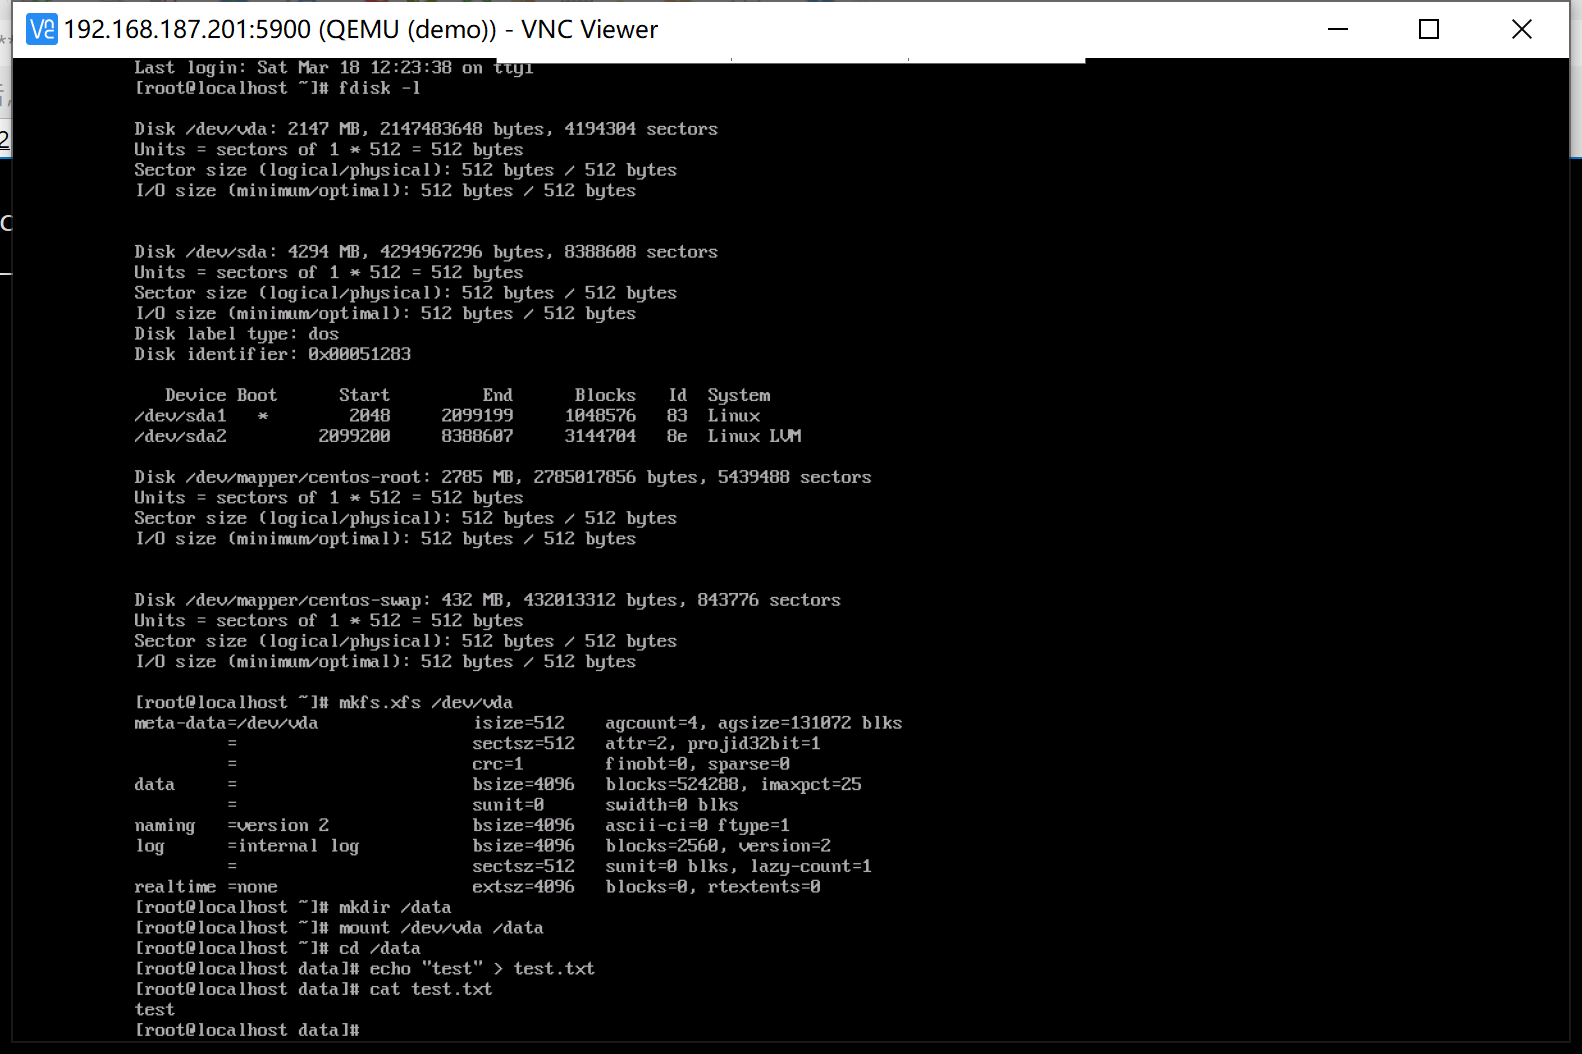 192.168.187.201:5900 (QEMU (demo)) - VNC Viewer
Last login: Sat Mar 18 12:23:38 on tty1
[root@localhost ~]# fdisk -l
Disk /dev/vda: 2147 MB, 2147483648 bytes, 4194304 sectors
Units = sectors of 1 * 512 = 512 bytes
Sector size (logical/physical): 512 bytes / 512 bytes
I/O size (minimum/optimal): 512 bytes / 512 bytes
Disk /dev/sda: 4294 MB, 4294967296 bytes, 8388608 sectors
Units = sectors of 1 * 512 = 512 bytes
Sector size (logical/physical): 512 bytes / 512 bytes
I/O size (minimum/optimal): 512 bytes / 512 bytes
Disk label type: dos
Disk identifier: 0x00051283
Device Boot Start End Blocks Id System
/dev/sda1 * 2048 2099199 1048576 83 Linux
/dev/sda2 2099200 8388607 3144704 8e Linux LVM
Disk /dev/mapper/centos-root: 2785 MB, 2785017856 bytes, 5439488 sectors
Units = sectors of 1 * 512 = 512 bytes
Sector size (logical/physical): 512 bytes / 512 bytes
I/O size (minimum/optimal): 512 bytes / 512 bytes
Disk /dev/mapper/centos-swap: 432 MB, 432013312 bytes, 843776 sectors
Units = sectors of 1 * 512 = 512 bytes
Sector size (logical/physical): 512 bytes / 512 bytes
I/O size (minimum/optimal): 512 bytes / 512 bytes
[root@localhost ~]# mkfs.xfs /dev/vda
meta-data=/dev/vda isize=512 agcount=4, agsize=131072 blks
= sectsz=512 attr=2, projid32bit=1
= crc=1 finobt=0, sparse=0
data = bsize=4096 blocks=524288, imaxpct=25
= sunit=0 swidth=0 blks
naming =version 2 bsize=4096 ascii-ci=0 ftype=1
log =internal log bsize=4096 blocks=2560, version=2
= sectsz=512 sunit=0 blks, lazy-count=1
realtime =none extsz=4096 blocks=0, rtextents=0
[root@localhost ~]# mkdir /data
[root@localhost ~]# mount /dev/vda /data
[root@localhost ~]# cd /data
[root@localhost data]# echo "test" > test.txt
[root@localhost data]# cat test.txt
test
[root@localhost data]#